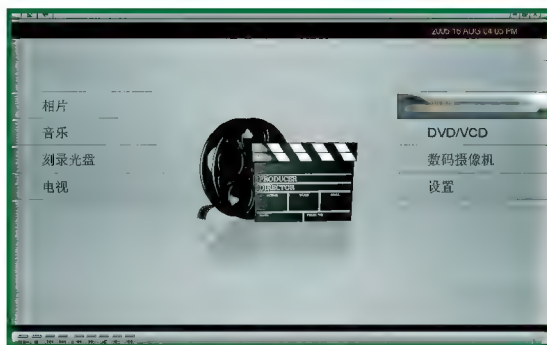 2005 16 AUG 04:05 PM
相片
音乐
刻录光盘
电视
PRODUCER
DIRECTOR
DVD/VCD
数码摄像机
设置